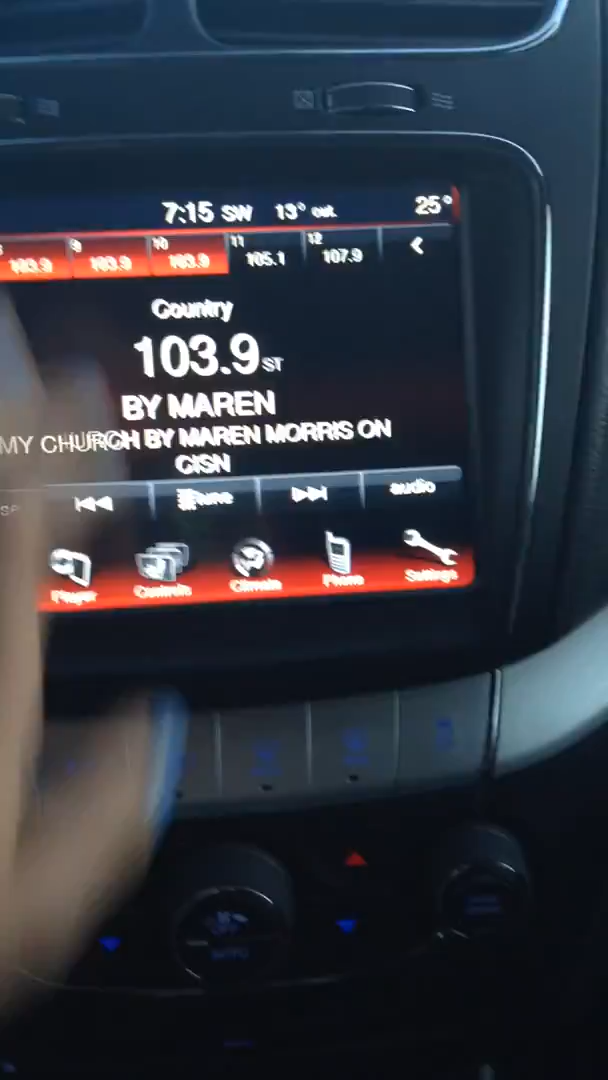 7:15 SW 13° out. 25°
9 10 11 12
103.9 103.9 103.9 105.1 107.9
Country
103.9 ST
BY MAREN
MY CHURCH BY MAREN MORRIS ON
CISN
tune audio
Player Controls Climate Phone Settings